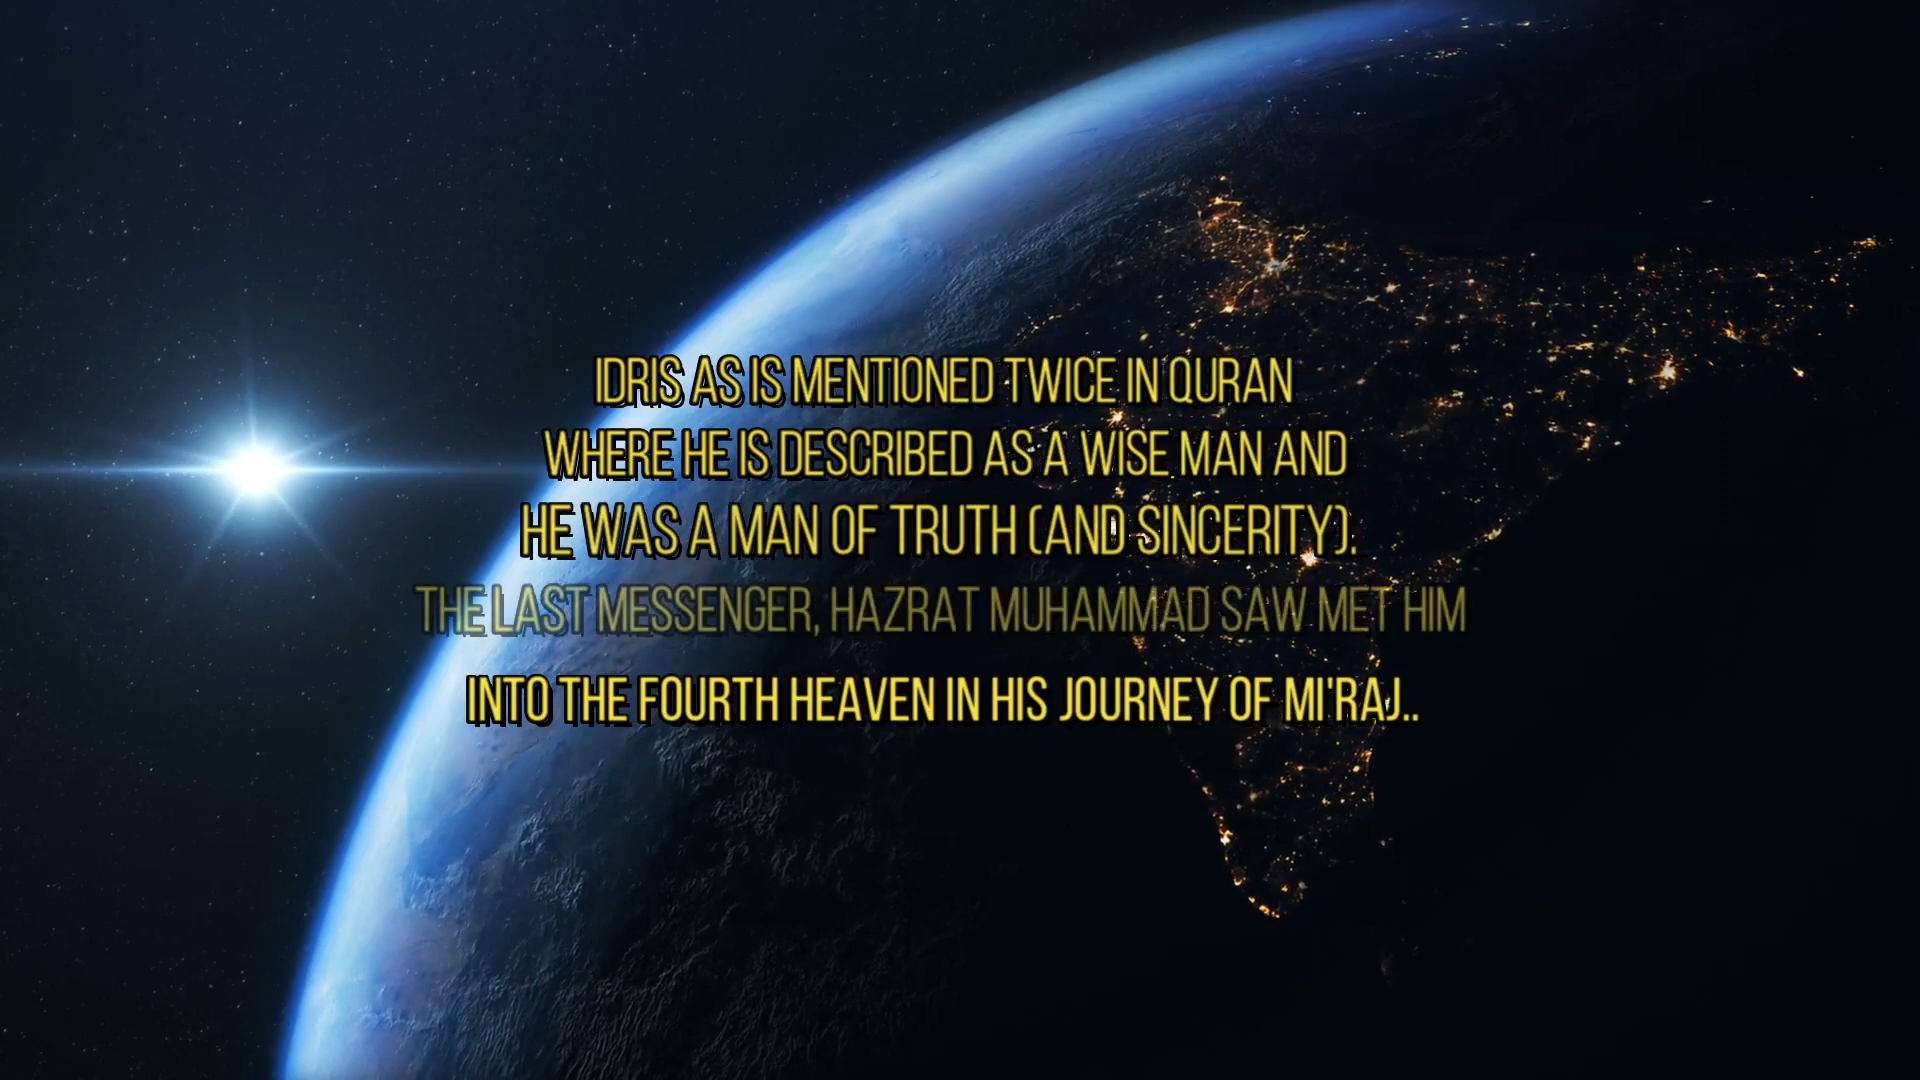 IDRIS AS IS MENTIONED TWICE IN QURAN
WHERE HE IS DESCRIBED AS A WISE MAN AND
HE WAS A MAN OF TRUTH (AND SINCERITY).
THE LAST MESSENGER, HAZRAT MUHAMMAD SAW MET HIM
INTO THE FOURTH HEAVEN IN HIS JOURNEY OF MI'RAJ..